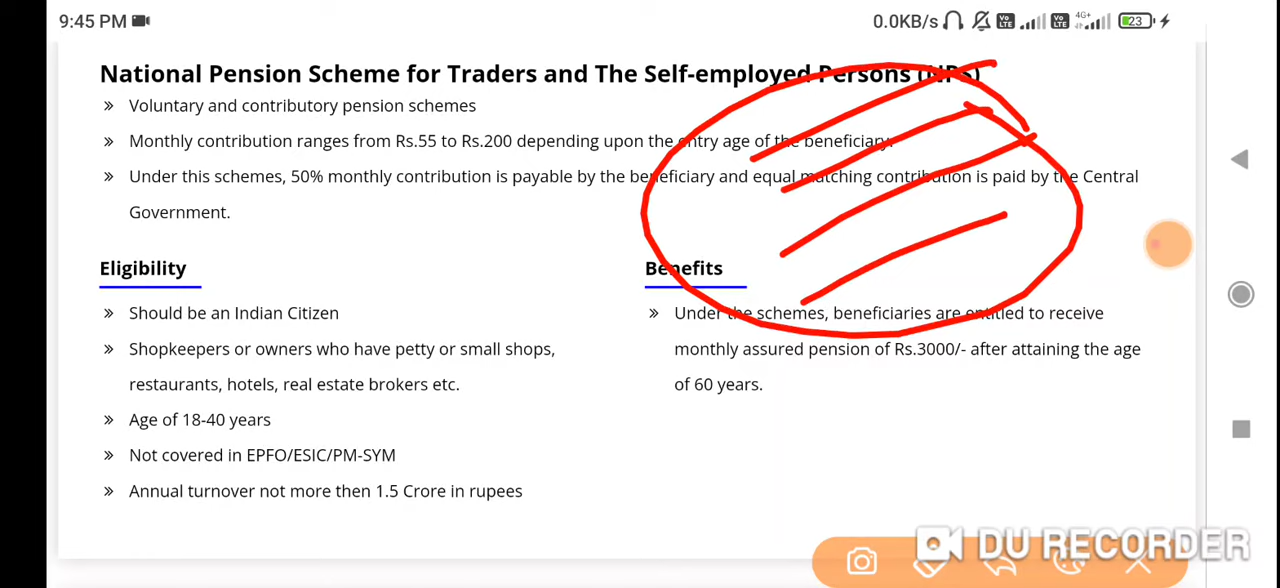 9:45 PM
0.0KB/s
Vo LTE
Vo LTE
4G+
23
National Pension Scheme for Traders and The Self-employed Persons (NPS)
» Voluntary and contributory pension schemes
» Monthly contribution ranges from Rs.55 to Rs.200 depending upon the entry age of the beneficiary.
» Under this schemes, 50% monthly contribution is payable by the beneficiary and equal matching contribution is paid by the Central
Government.
Eligibility
» Should be an Indian Citizen
» Shopkeepers or owners who have petty or small shops,
restaurants, hotels, real estate brokers etc.
» Age of 18-40 years
» Not covered in EPFO/ESIC/PM-SYM
» Annual turnover not more then 1.5 Crore in rupees
Benefits
» Under the schemes, beneficiaries are entitled to receive
monthly assured pension of Rs.3000/- after attaining the age
of 60 years.
DU RECORDER